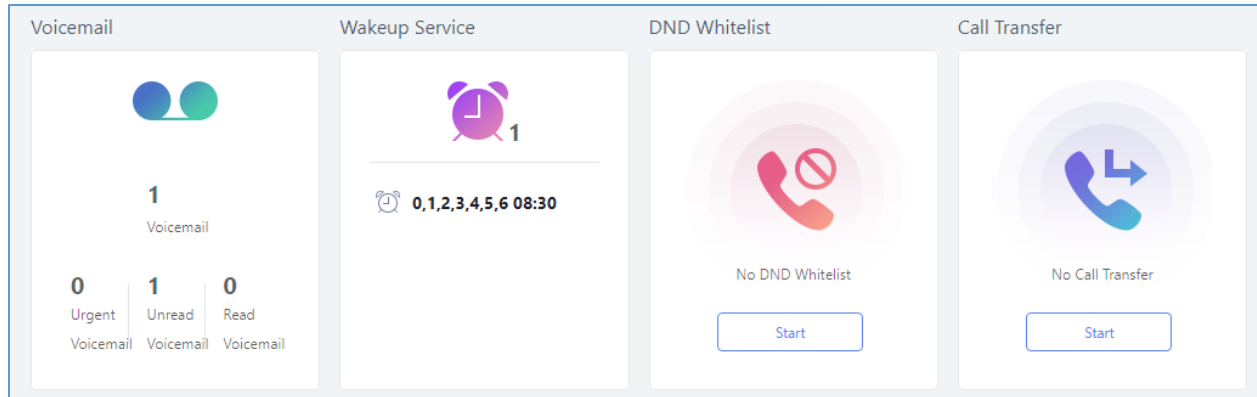 Voicemail
Wakeup Service
DND Whitelist
Call Transfer
1
Voicemail
0 1 0
Urgent Unread Read
Voicemail Voicemail Voicemail
1
0,1,2,3,4,5,6 08:30
No DND Whitelist
Start
No Call Transfer
Start